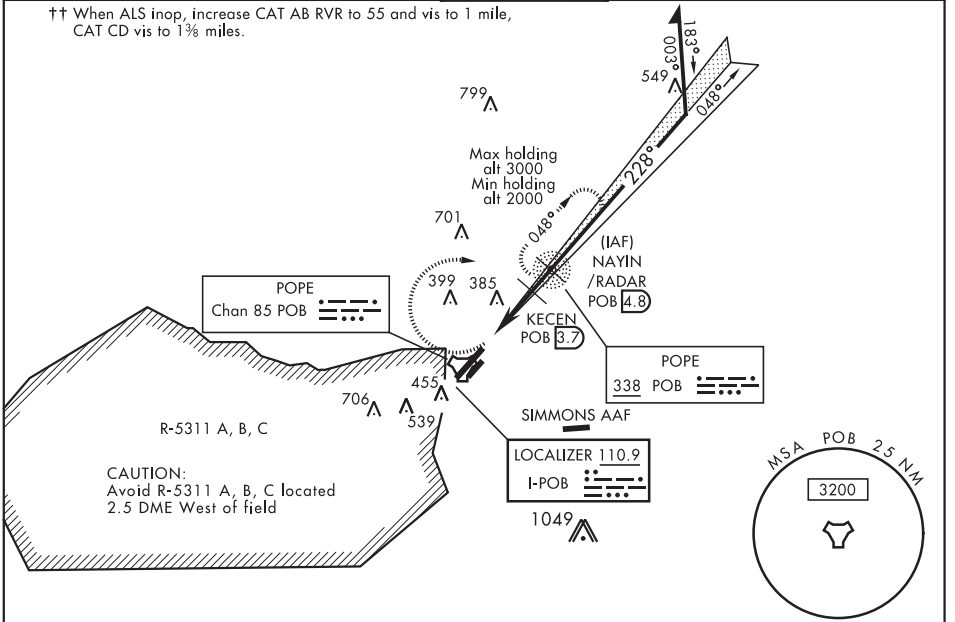 †† When ALS inop, increase CAT AB RVR to 55 and vis to 1 mile,
CAT CD vis to 1⅜ miles.
183°
003°
549
048°
799
228°
Max holding
alt 3000
Min holding
alt 2000
048°
701
(IAF)
NAYIN
/RADAR
POB 4.8
399
385
POPE
Chan 85 POB
KECEN
POB 3.7
POPE
338 POB
455
706
539
SIMMONS AAF
R-5311 A, B, C
LOCALIZER 110.9
I-POB
CAUTION:
Avoid R-5311 A, B, C located
2.5 DME West of field
1049
MSA POB 25 NM
3200